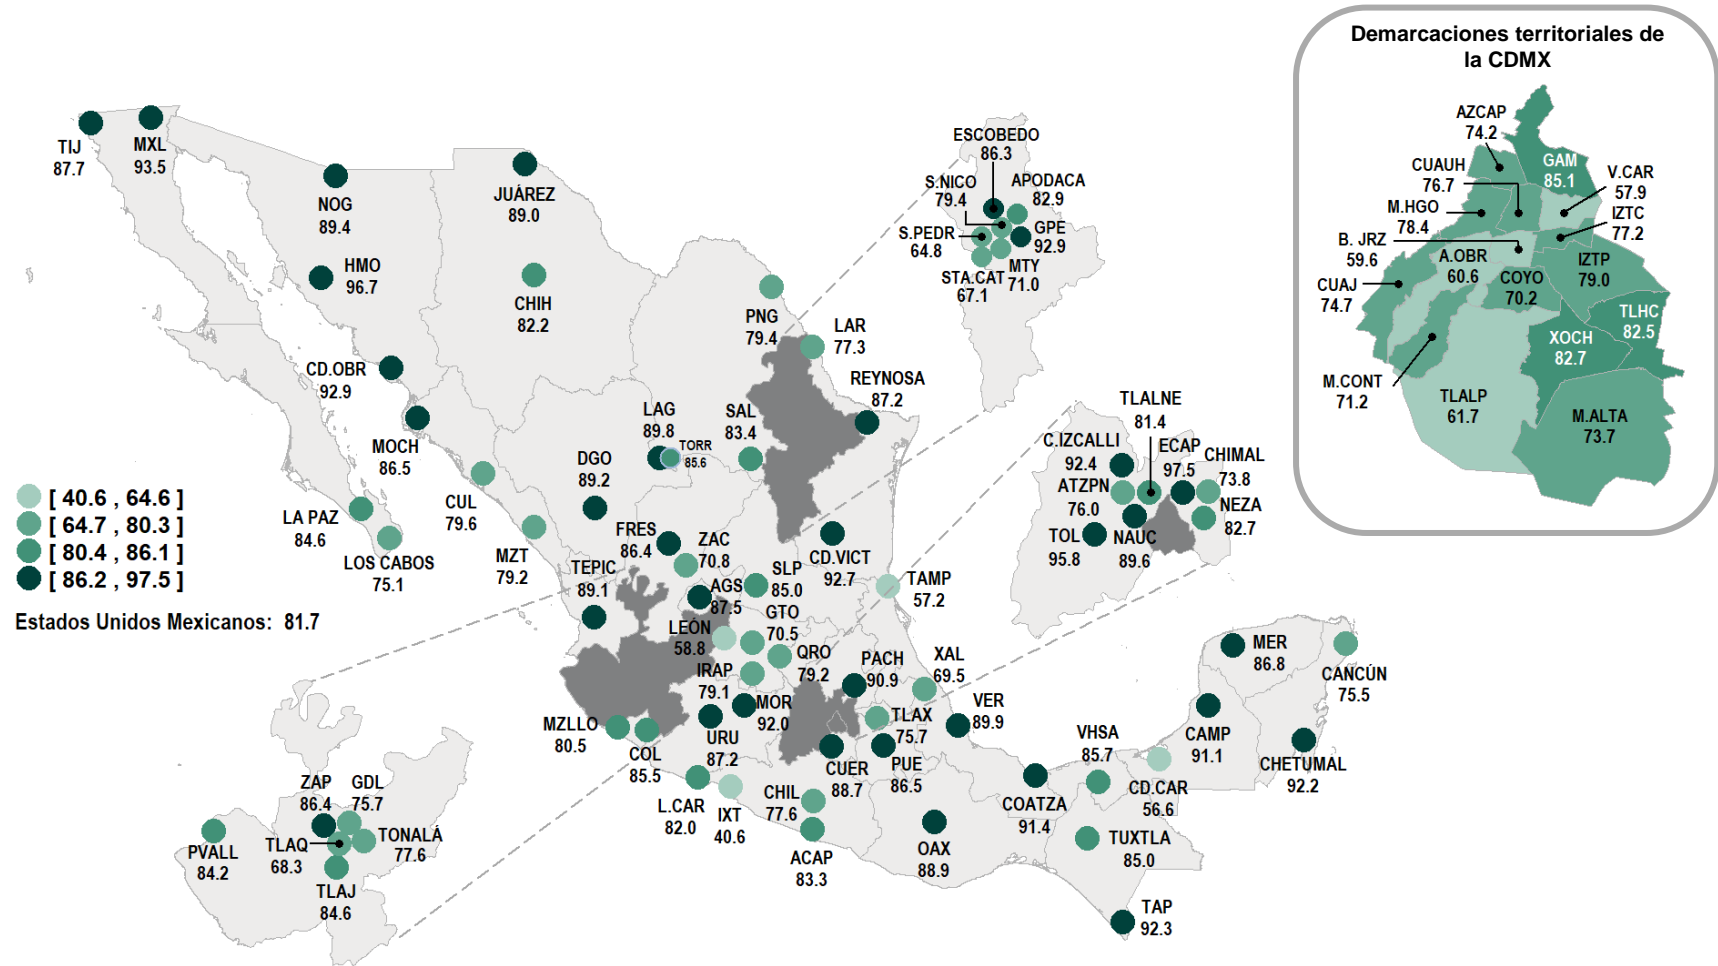 Demarcaciones territoriales de
la CDMX
AZCAP
74.2
CUAUH
76.7
GAM
85.1
V.CAR
57.9
M.HGO
78.4
IZTC
77.2
B. JRZ
59.6
A.OBR
60.6
IZTP
79.0
CUAJ
74.7
COYO
70.2
TLHC
82.5
XOCH
82.7
M.CONT
71.2
TLALP
61.7
M.ALTA
73.7
TIJ
87.7
MXL
93.5
NOG
89.4
JUÁREZ
89.0
HMO
96.7
CHIH
82.2
CD.OBR
92.9
MOCH
86.5
ESCOBEDO
86.3
S.NICO
79.4
APODACA
82.9
S.PEDR
64.8
GPE
92.9
MTY
71.0
STA.CAT
67.1
PNG
79.4
LAR
77.3
REYNOSA
87.2
LAG
89.8
TORR
85.6
SAL
83.4
DGO
89.2
CUL
79.6
LA PAZ
84.6
LOS CABOS
75.1
MZT
79.2
TLALNE
81.4
C.IZCALLI
92.4
ECAP
97.5
CHIMAL
73.8
ATZPN
76.0
NEZA
82.7
TOL
95.8
NAUC
89.6
[ 40.6 , 64.6 ]
[ 64.7 , 80.3 ]
[ 80.4 , 86.1 ]
[ 86.2 , 97.5 ]
Estados Unidos Mexicanos: 81.7
FRES
86.4
ZAC
70.8
TEPIC
89.1
AGS
87.5
SLP
85.0
CD.VICT
92.7
TAMP
57.2
LEÓN
58.8
GTO
70.5
QRO
79.2
IRAP
79.1
PACH
90.9
XAL
69.5
MOR
92.0
URU
87.2
MZLLO
80.5
COL
85.5
TLAX
75.7
VER
89.9
CUER
88.7
PUE
86.5
L.CAR
82.0
IXT
40.6
CHIL
77.6
ACAP
83.3
OAX
88.9
COATZA
91.4
VHSA
85.7
CD.CAR
56.6
TUXTLA
85.0
TAP
92.3
MER
86.8
CANCÚN
75.5
CAMP
91.1
CHETUMAL
92.2
ZAP
86.4
GDL
75.7
TONALÁ
77.6
PVALL
84.2
TLAQ
68.3
TLAJ
84.6